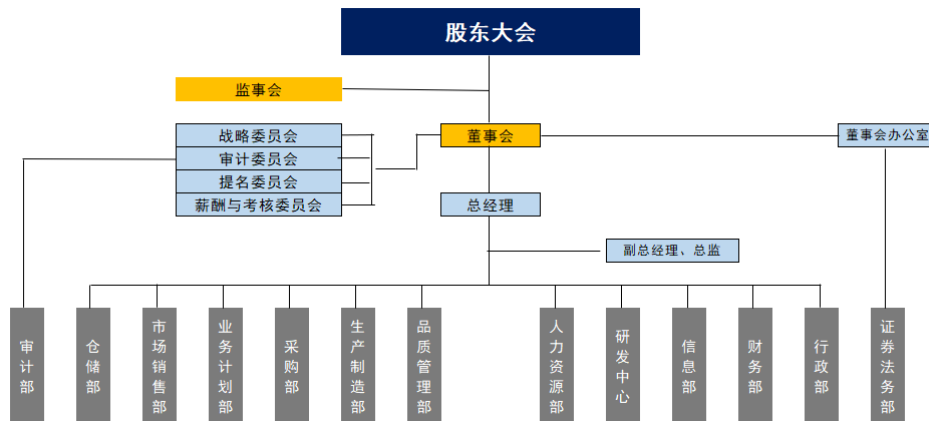 股东大会
监事会
战略委员会
董事会
董事会办公室
审计委员会
提名委员会
薪酬与考核委员会
总经理
副总经理、总监
审计部
仓储部
市场销售部
业务计划部
采购部
生产制造部
品质管理部
人力资源部
研发中心
信息部
财务部
行政部
证券法务部